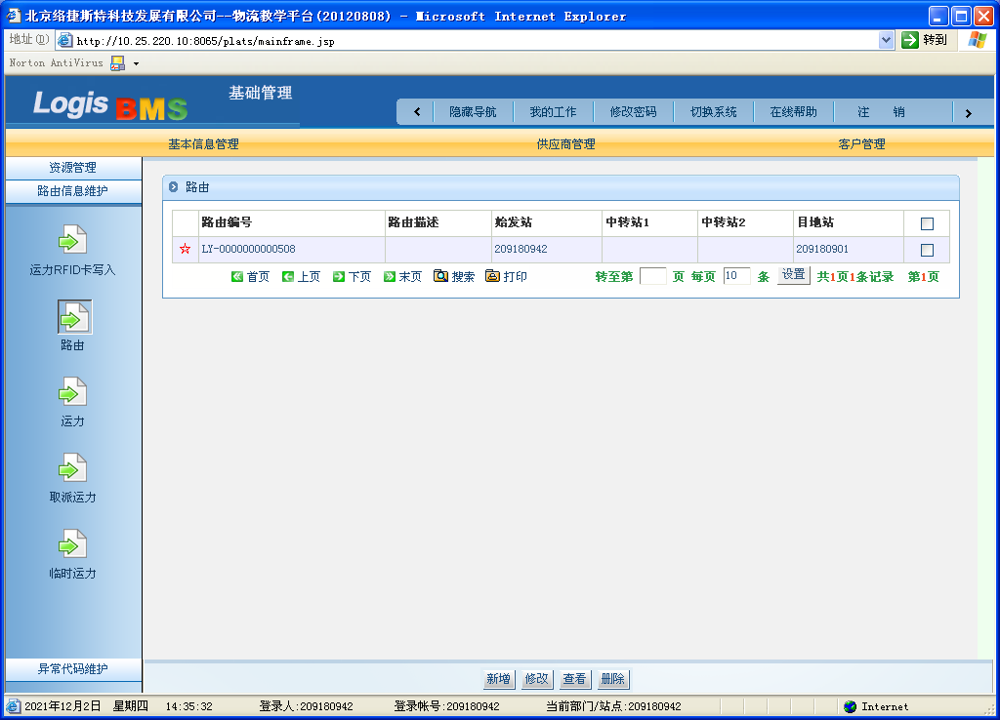 北京络捷斯特科技发展有限公司--物流教学平台(20120808) - Microsoft Internet Explorer
地址(D) http://10.25.220.10:8065/plats/mainframe.jsp 转到
Norton AntiVirus
Logis BMS 基础管理
隐藏导航 我的工作 修改密码 切换系统 在线帮助 注 销
基本信息管理 供应商管理 客户管理
资源管理
路由信息维护
运力RFID卡写入
路由
运力
取派运力
临时运力
异常代码维护
路由
路由编号 路由描述 始发站 中转站1 中转站2 目地站
☆ LY-0000000000508 209180942 209180901
首页 上页 下页 末页 搜索 打印 转至第 页 每页 10 条 设置 共1页1条记录 第1页
新增 修改 查看 删除
2021年12月2日 星期四 14:35:32 登录人:209180942 登录帐号:209180942 当前部门/站点:209180942 Internet